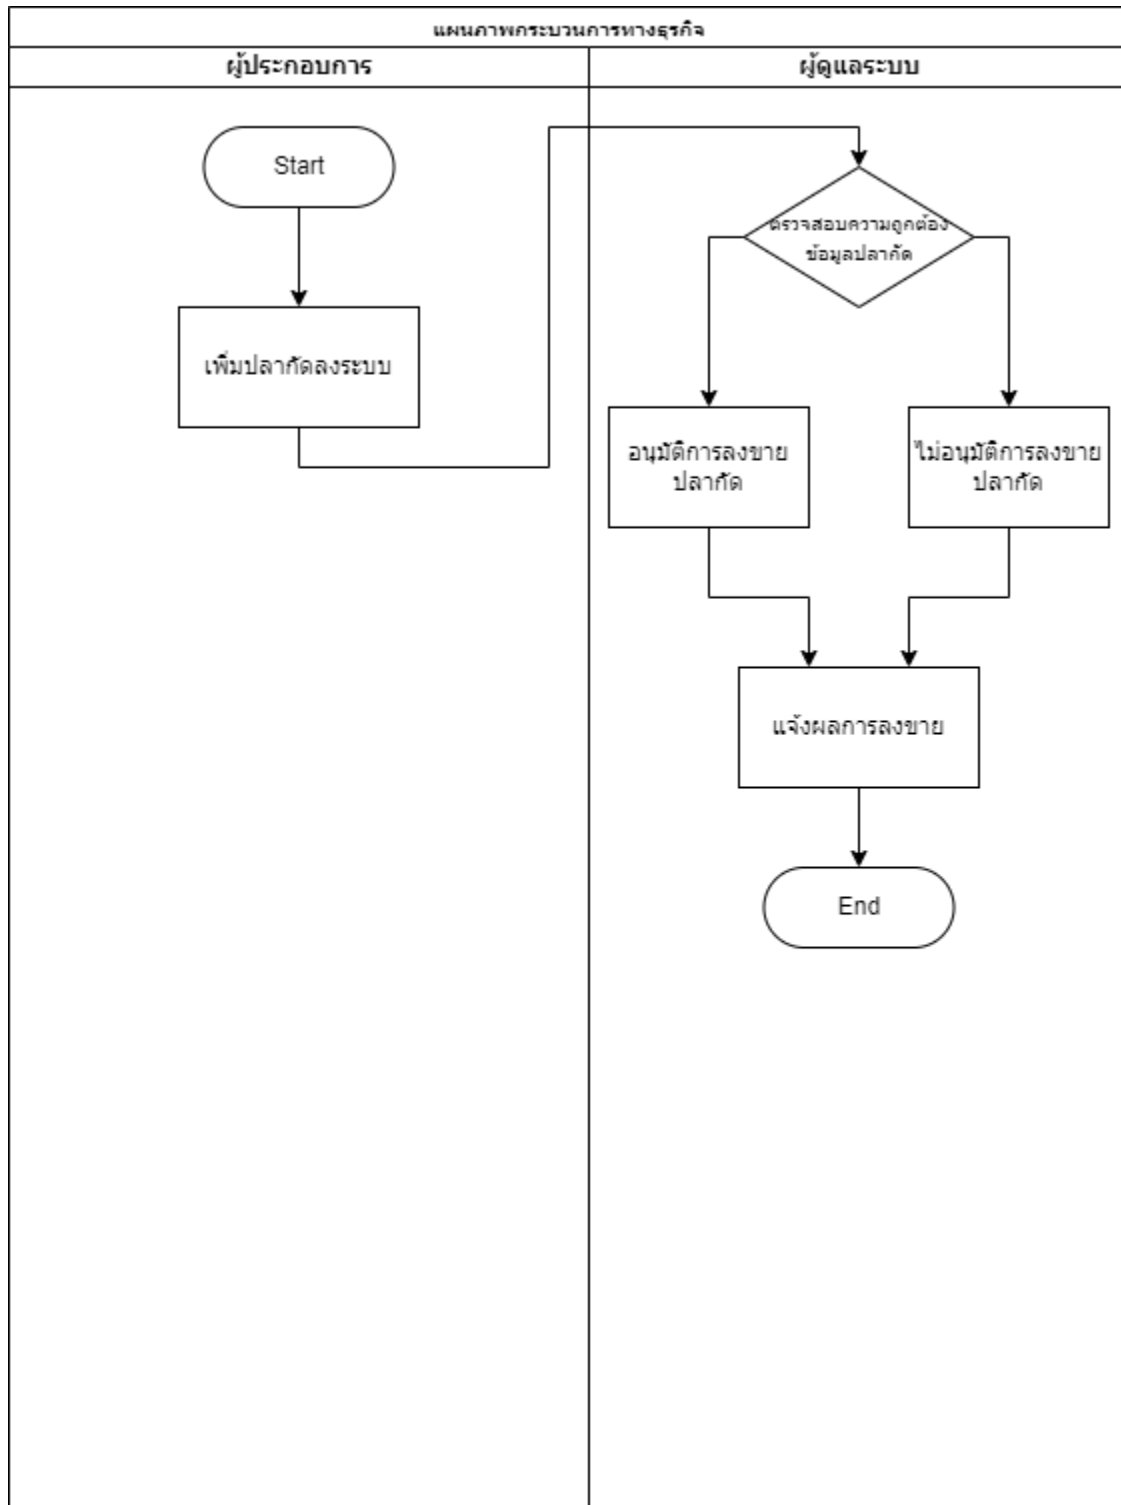 แผนภาพกระบวนการทางธุรกิจ
ผู้ประกอบการ
ผู้ดูแลระบบ
Start
ตรวจสอบความถูกต้อง
ข้อมูลปลากัด
เพิ่มปลากัดลงระบบ
อนุมัติการลงขาย
ปลากัด
ไม่อนุมัติการลงขาย
ปลากัด
แจ้งผลการลงขาย
End